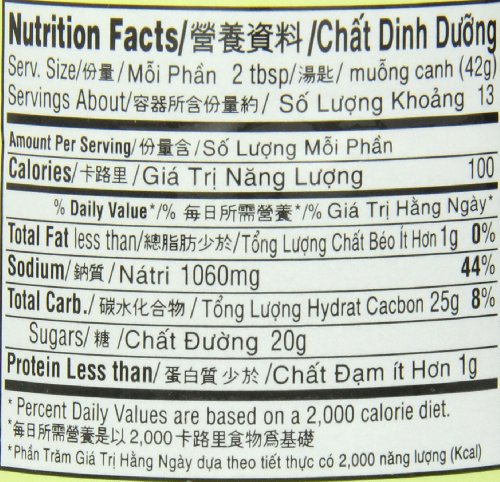 Nutrition Facts/營養資料/Chất Dinh Dưỡng
Serv. Size/份量/Mỗi Phần 2 tbsp/湯匙/muỗng canh (42g)
Servings About/容器所含份量約/ Số Lượng Khoảng 13
Amount Per Serving/份量含/Số Lượng Mỗi Phần
Calories/卡路里/Giá Trị Năng Lượng 100
% Daily Value*/% 每日所需營養*/% Giá Trị Hằng Ngày*
Total Fat less than/總脂肪少於/Tổng Lượng Chất Béo Ít Hơn 1g 0%
Sodium/鈉質/Nátri 1060mg 44%
Total Carb./碳水化合物/Tổng Lượng Hydrat Cacbon 25g 8%
Sugars/糖/Chất Đường 20g
Protein Less than/蛋白質 少於/Chất Đạm ít Hơn 1g
* Percent Daily Values are based on a 2,000 calorie diet.
*每日所需營養是以 2,000 卡路里食物為基礎
*Phần Trăm Giá Trị Hằng Ngày dựa theo tiết thực có 2,000 năng lượng (Kcal)